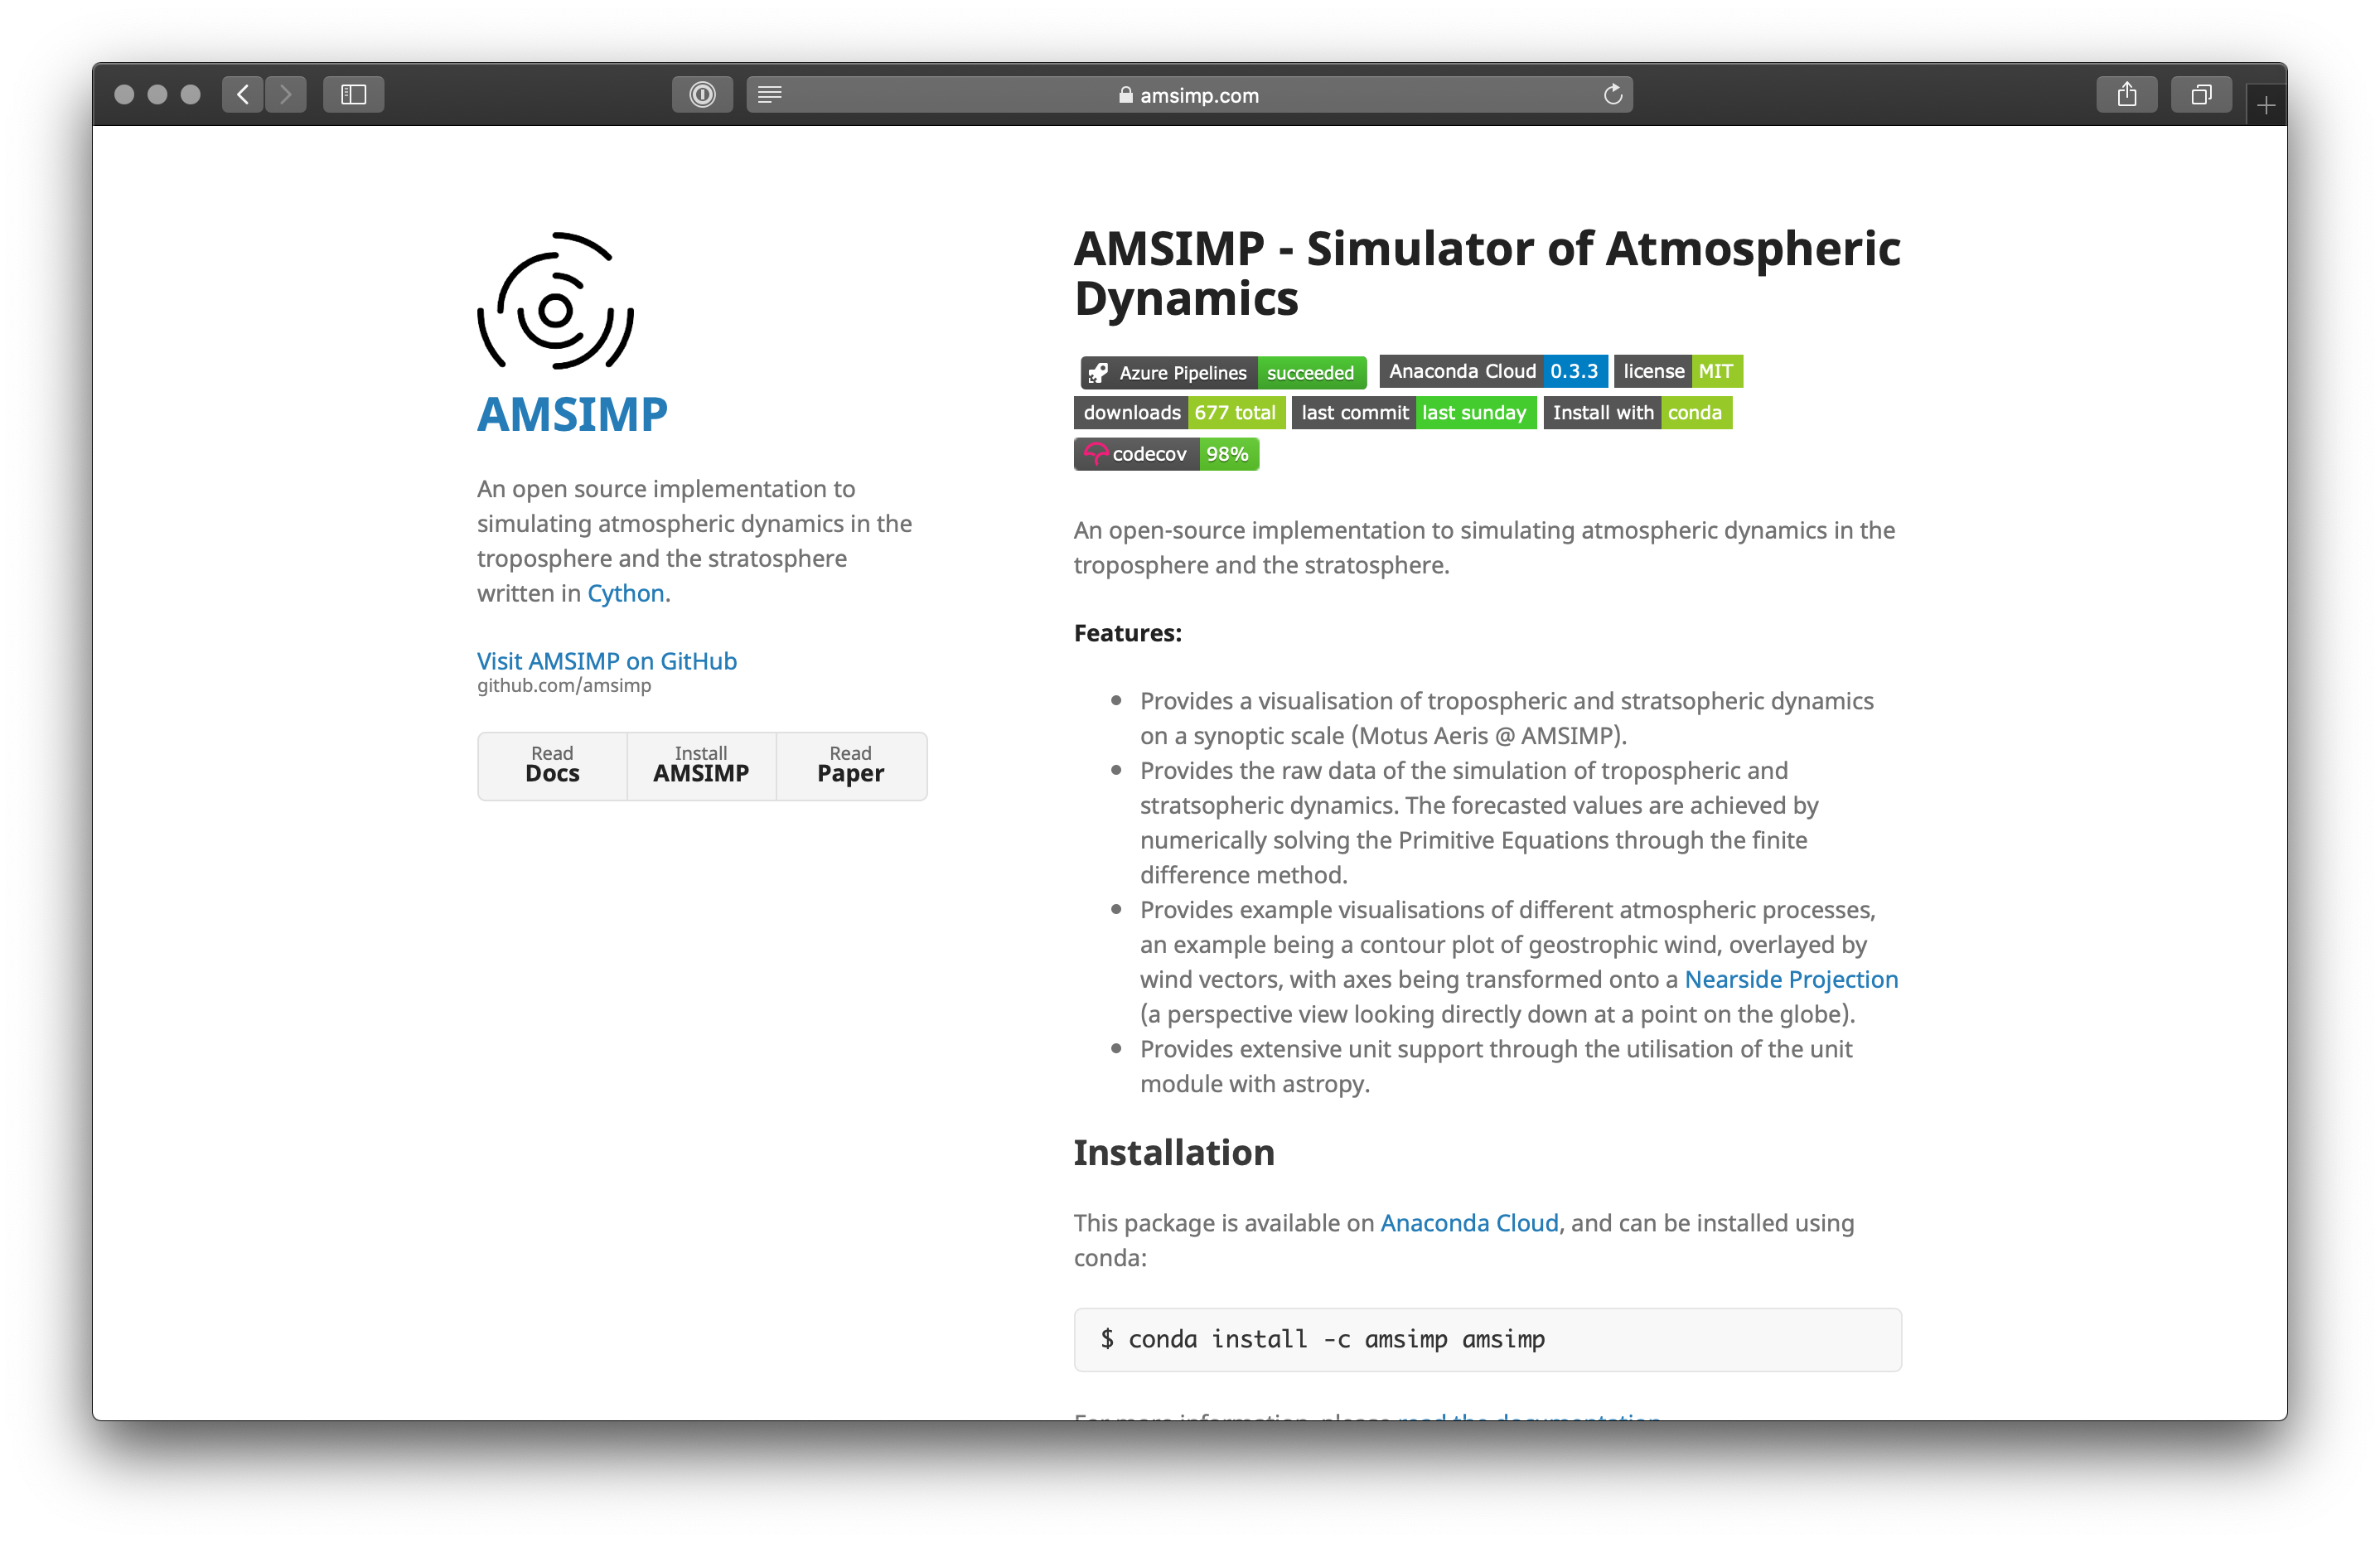 amsimp.com
AMSIMP
An open source implementation to
simulating atmospheric dynamics in the
troposphere and the stratosphere
written in Cython.
Visit AMSIMP on GitHub
github.com/amsimp
Read Install Read
Docs AMSIMP Paper
AMSIMP - Simulator of Atmospheric
Dynamics
Azure Pipelines succeeded Anaconda Cloud 0.3.3 license MIT
downloads 677 total last commit last sunday Install with conda
codecov 98%
An open-source implementation to simulating atmospheric dynamics in the
troposphere and the stratosphere.
Features:
• Provides a visualisation of tropospheric and stratsopheric dynamics
on a synoptic scale (Motus Aeris @ AMSIMP).
• Provides the raw data of the simulation of tropospheric and
stratsopheric dynamics. The forecasted values are achieved by
numerically solving the Primitive Equations through the finite
difference method.
• Provides example visualisations of different atmospheric processes,
an example being a contour plot of geostrophic wind, overlayed by
wind vectors, with axes being transformed onto a Nearside Projection
(a perspective view looking directly down at a point on the globe).
• Provides extensive unit support through the utilisation of the unit
module with astropy.
Installation
This package is available on Anaconda Cloud, and can be installed using
conda:
$ conda install -c amsimp amsimp
For more information, please read the documentation